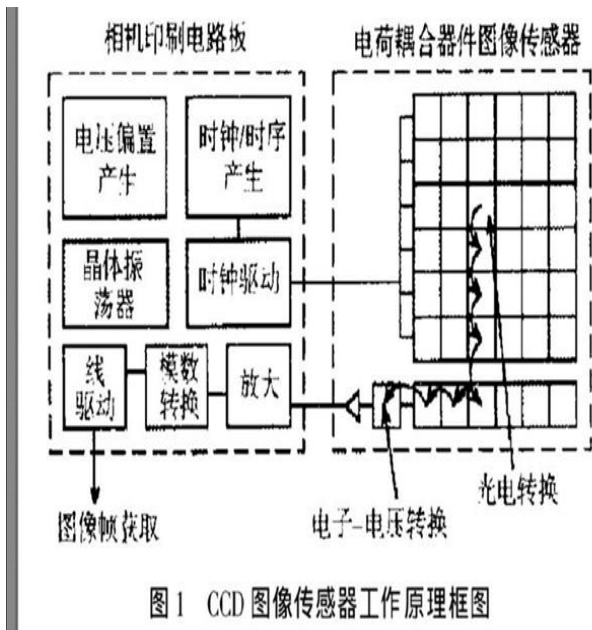 相机印刷电路板
电荷耦合器件图像传感器
电压偏置
产生
时钟/时序
产生
晶体振
荡器
时钟驱动
线
驱动
模数
转换
放大
光电转换
图像帧获取
电子-电压转换
图1 CCD图像传感器工作原理框图